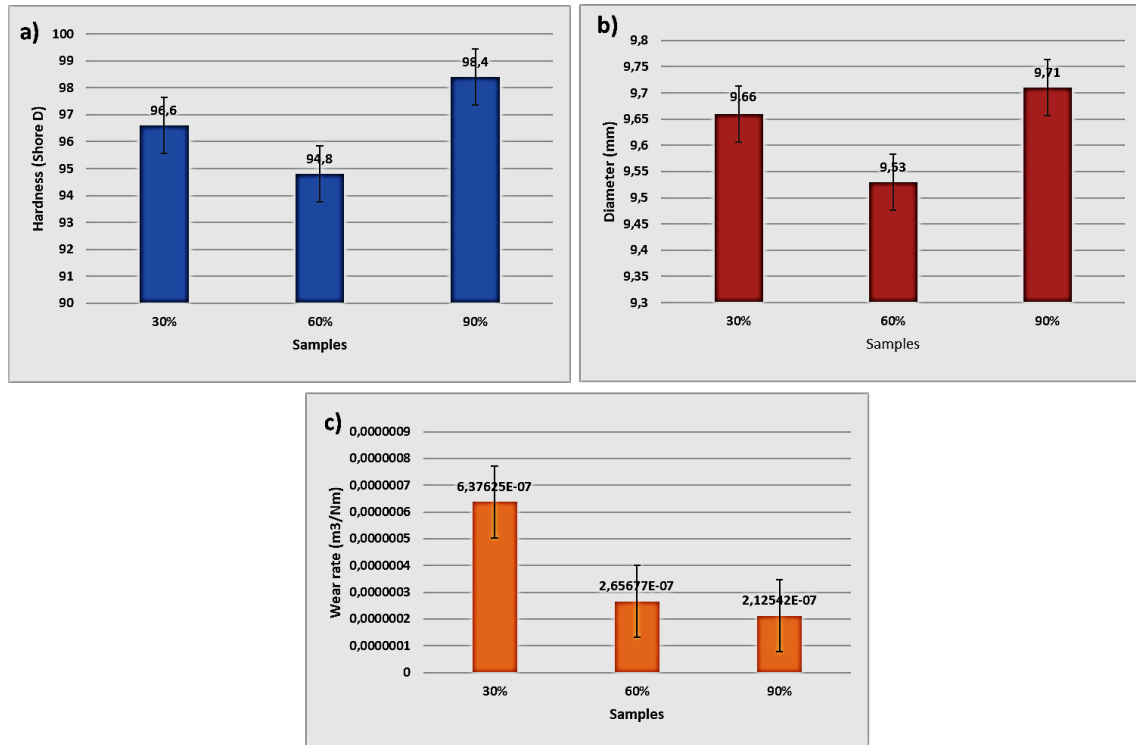 a)
100
99
98
97
96
95
94
93
92
91
90
Hardness (Shore D)
96,6
94,8
98,4
30% 60% 90%
Samples
b)
9,8
9,75
9,7
9,65
9,6
9,55
9,5
9,45
9,4
9,35
9,3
Diameter (mm)
9,66
9,53
9,71
30% 60% 90%
Samples
c)
0,0000009
0,0000008
0,0000007
0,0000006
0,0000005
0,0000004
0,0000003
0,0000002
0,0000001
0
Wear rate (m3/Nm)
6,37625E-07
2,65677E-07
2,12542E-07
30% 60% 90%
Samples